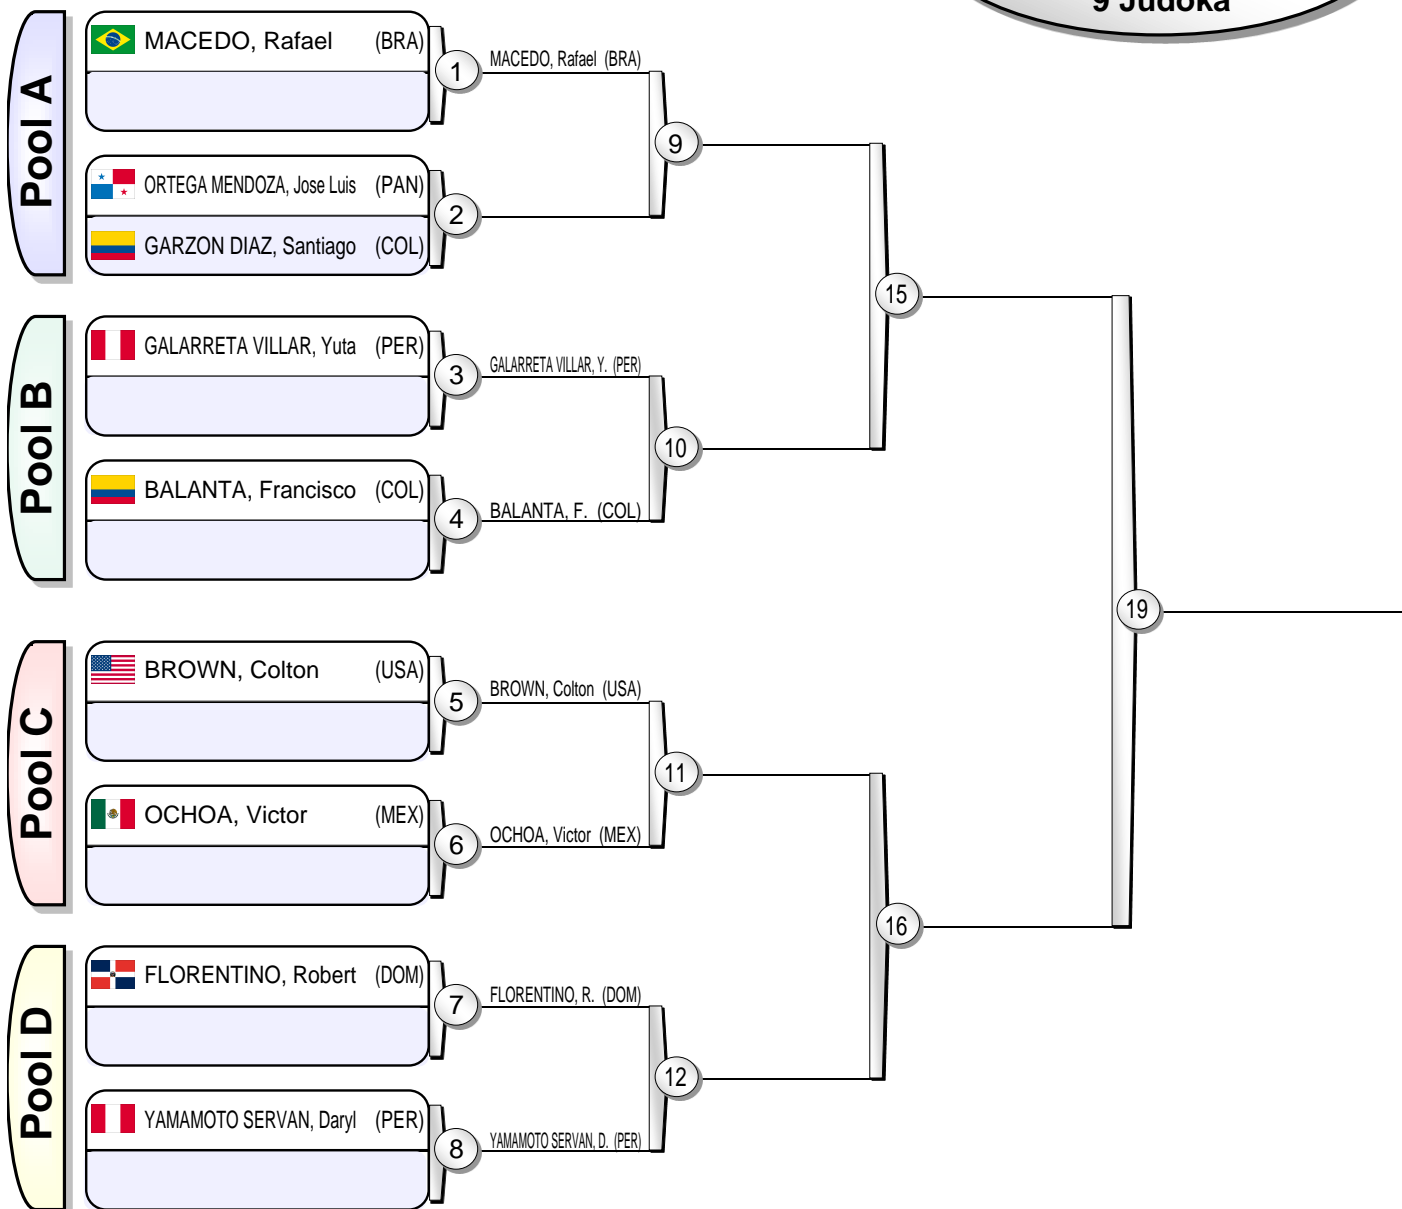 9 Judoka
Pool A
MACEDO, Rafael (BRA)
1
MACEDO, Rafael (BRA)
9
ORTEGA MENDOZA, Jose Luis (PAN)
2
GARZON DIAZ, Santiago (COL)
15
Pool B
GALARRETA VILLAR, Yuta (PER)
3
GALARRETA VILLAR, Y. (PER)
10
BALANTA, Francisco (COL)
4
BALANTA, F. (COL)
19
Pool C
BROWN, Colton (USA)
5
BROWN, Colton (USA)
11
OCHOA, Victor (MEX)
6
OCHOA, Victor (MEX)
16
Pool D
FLORENTINO, Robert (DOM)
7
FLORENTINO, R. (DOM)
12
YAMAMOTO SERVAN, Daryl (PER)
8
YAMAMOTO SERVAN, D. (PER)